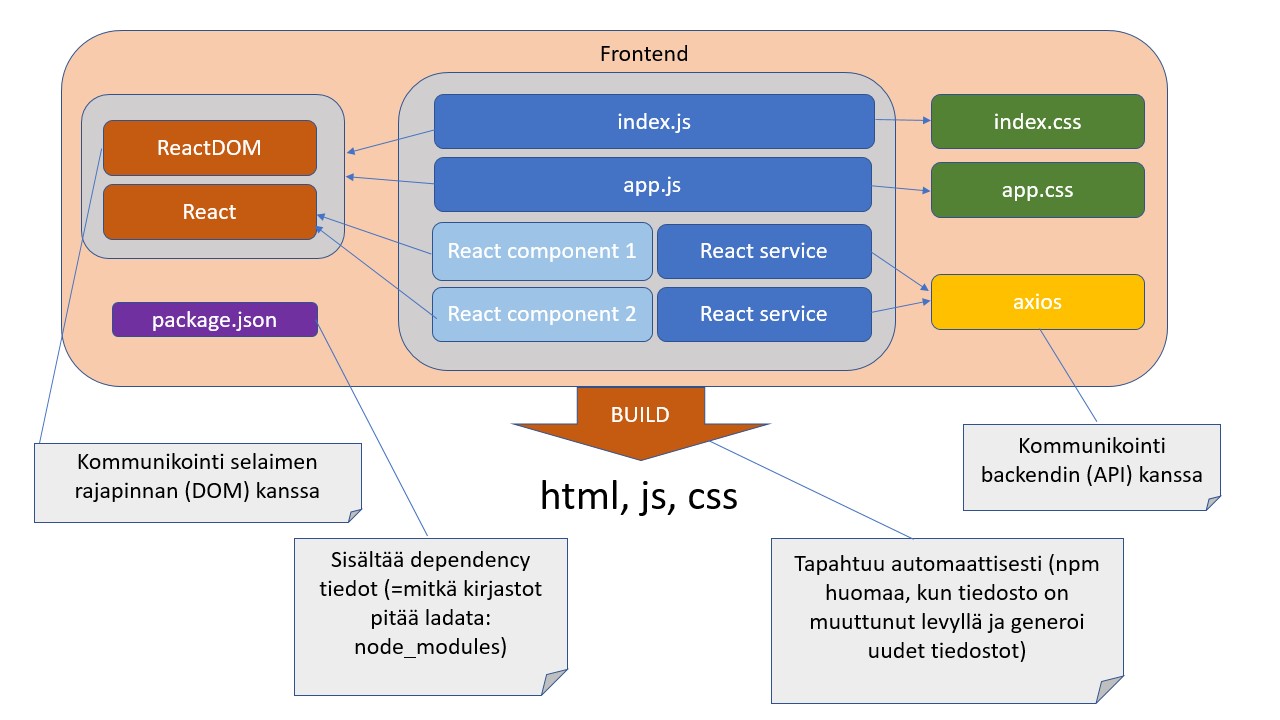 Frontend
ReactDOM
React
package.json
index.js
app.js
React component 1
React service
React component 2
React service
index.css
app.css
axios
BUILD
html, js, css
Kommunikointi selaimen
rajapinnan (DOM) kanssa
Sisältää dependency
tiedot (=mitkä kirjastot
pitää ladata:
node_modules)
Tapahtuu automaattisesti (npm
huomaa, kun tiedosto on
muuttunut levyllä ja generoi
uudet tiedostot)
Kommunikointi
backendin (API) kanssa